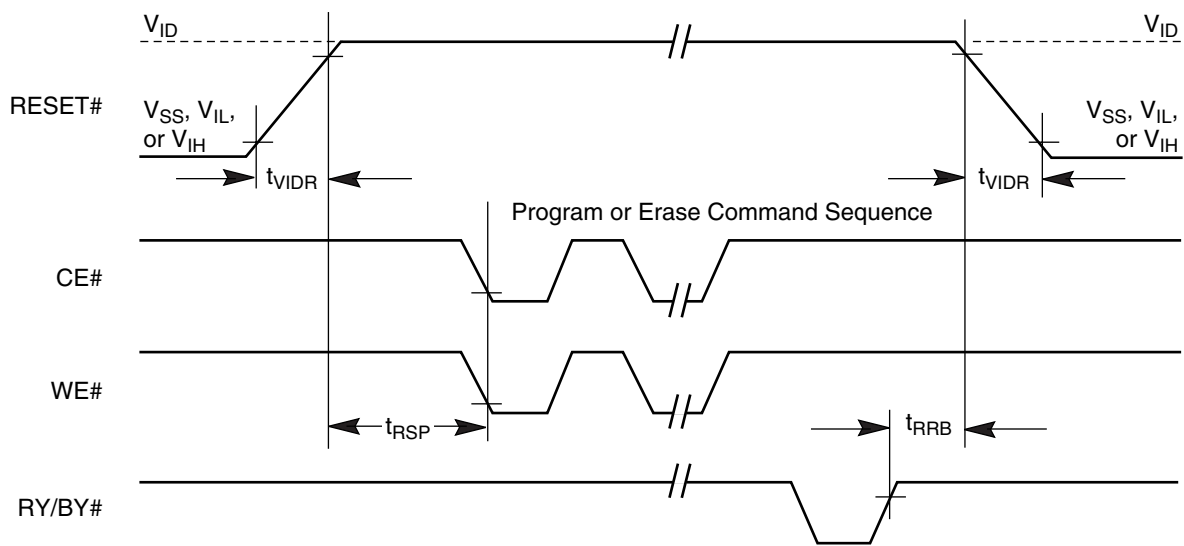 V_ID
V_ID
RESET#
V_SS, V_IL,
or V_IH
V_SS, V_IL,
or V_IH
t_VIDR
t_VIDR
Program or Erase Command Sequence
CE#
WE#
t_RSP
t_RRB
RY/BY#